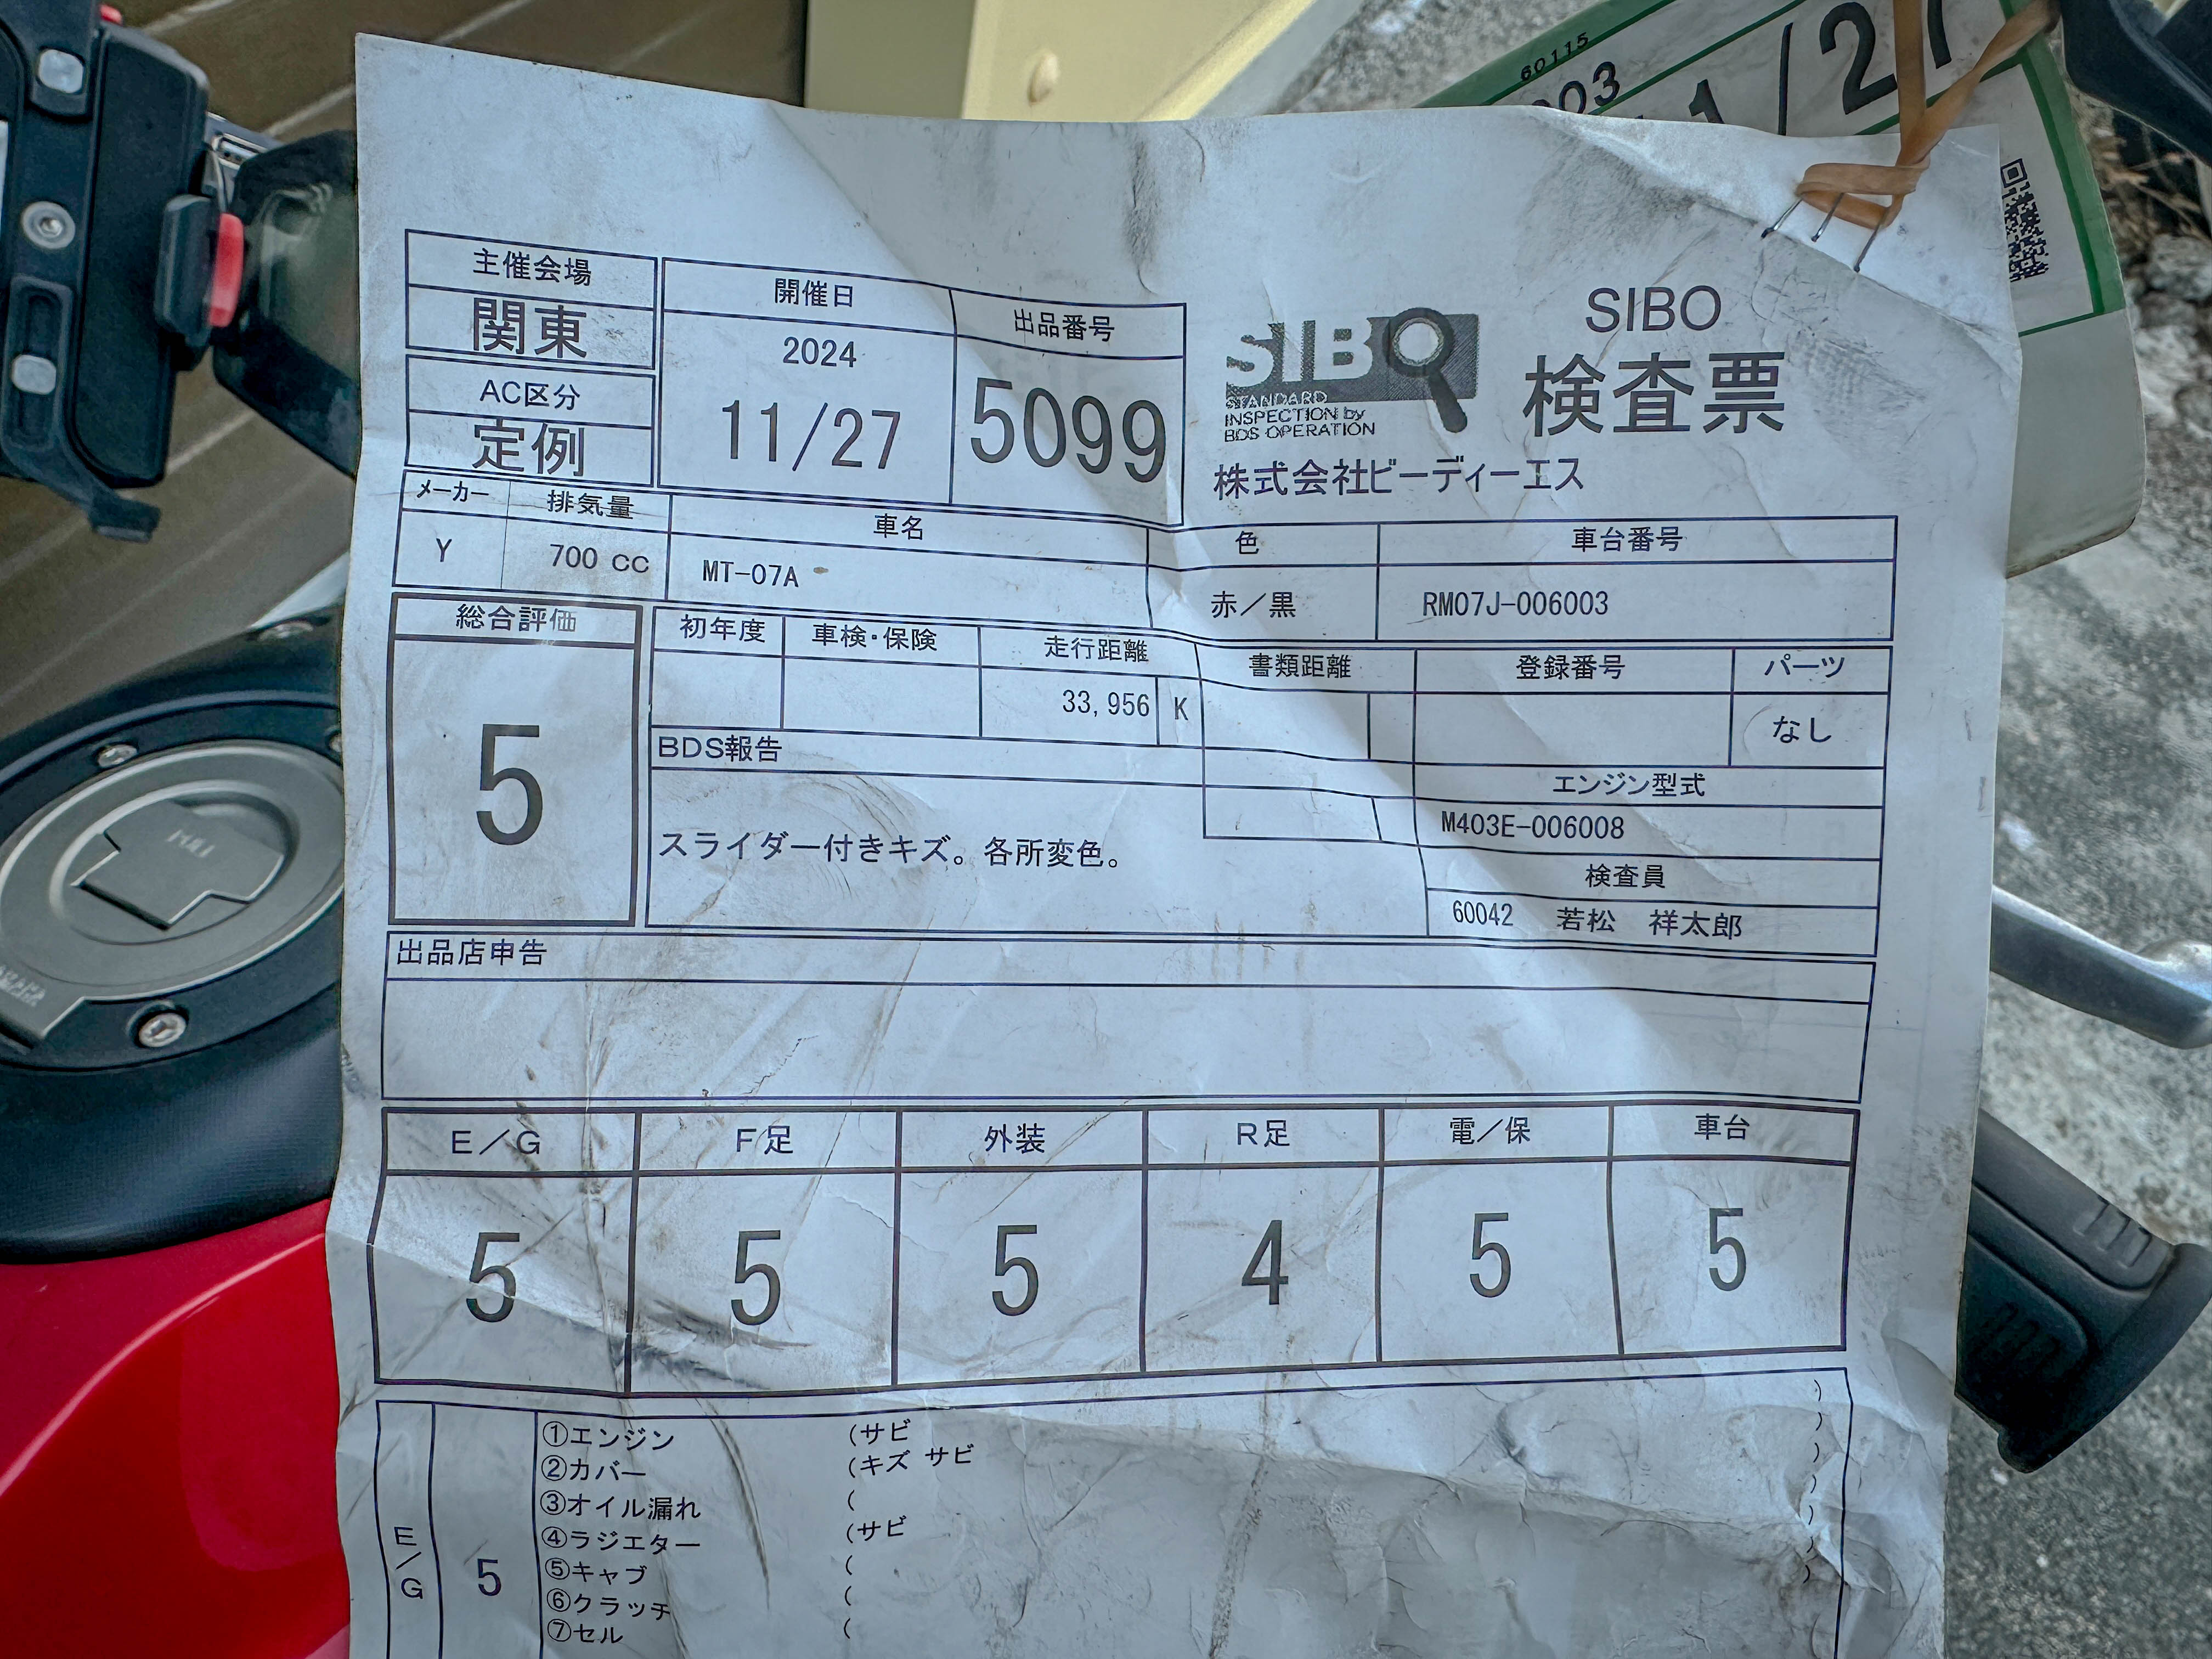 60115
1/27
主催会場
関東
AC区分
定例
開催日
2024
11/27
出品番号
5099
SIBO
STANDARD
INSPECTION by
BDS OPERATION
SIBO
検査票
株式会社ビーディーエス
メーカー 排気量 車名 色 車台番号
Y 700 cc MT-07A 赤／黒 RM07J-006003
総合評価
5
初年度 車検・保険 走行距離 書類距離 登録番号 パーツ
33,956 K なし
BDS報告
スライダー付きキズ。各所変色。
エンジン型式
M403E-006008
検査員
60042 若松 祥太郎
出品店申告
E／G F足 外装 R足 電／保 車台
5 5 5 4 5 5
E／G
5
①エンジン (サビ )
②カバー (キズ サビ )
③オイル漏れ ( )
④ラジエター (サビ )
⑤キャブ ( )
⑥クラッチ ( )
⑦セル ( )